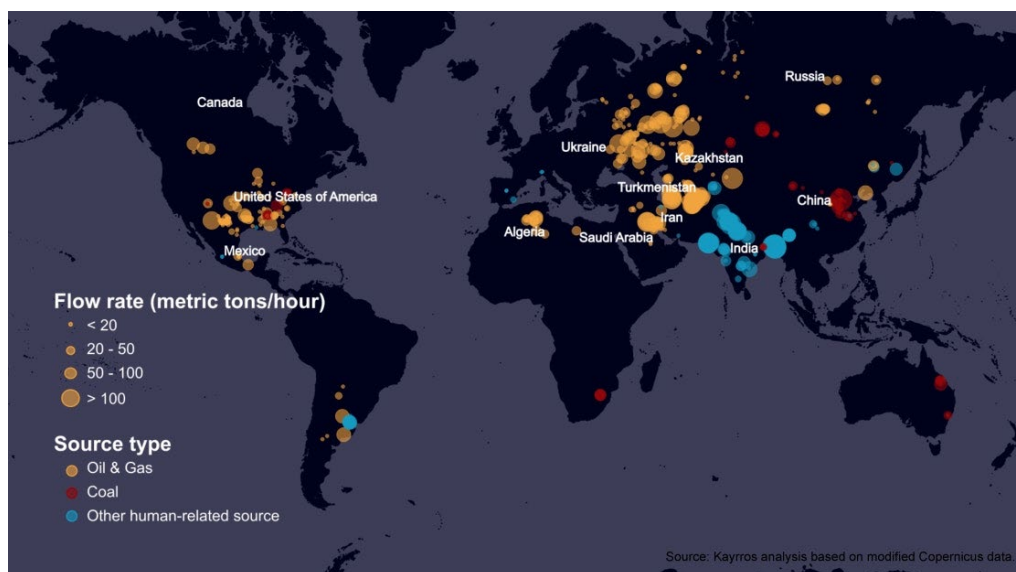 Canada
Russia
Ukraine
Kazakhstan
United States of America
Turkmenistan
China
Iran
Algeria
Saudi Arabia
India
Mexico
Flow rate (metric tons/hour)
< 20
20 - 50
50 - 100
> 100
Source type
Oil & Gas
Coal
Other human-related source
Source: Kayrros analysis based on modified Copernicus data.